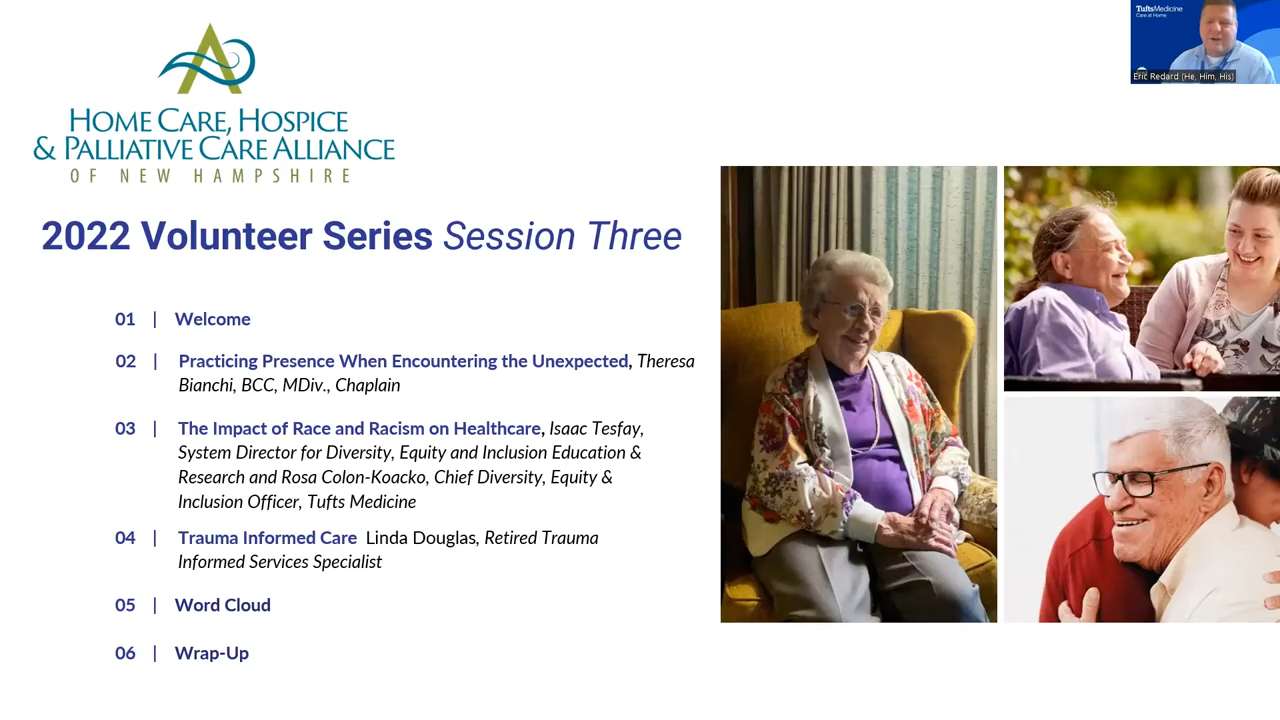 HOME CARE, HOSPICE
& PALLIATIVE CARE ALLIANCE
OF NEW HAMPSHIRE
2022 Volunteer Series Session Three
01 | Welcome
02 | Practicing Presence When Encountering the Unexpected, Theresa
Bianchi, BCC, MDiv., Chaplain
03 | The Impact of Race and Racism on Healthcare, Isaac Tesfay,
System Director for Diversity, Equity and Inclusion Education &
Research and Rosa Colon-Koacko, Chief Diversity, Equity &
Inclusion Officer, Tufts Medicine
04 | Trauma Informed Care Linda Douglas, Retired Trauma
Informed Services Specialist
05 | Word Cloud
06 | Wrap-Up
TuftsMedicine
Care at Home
Eric Redard (He, Him, His)